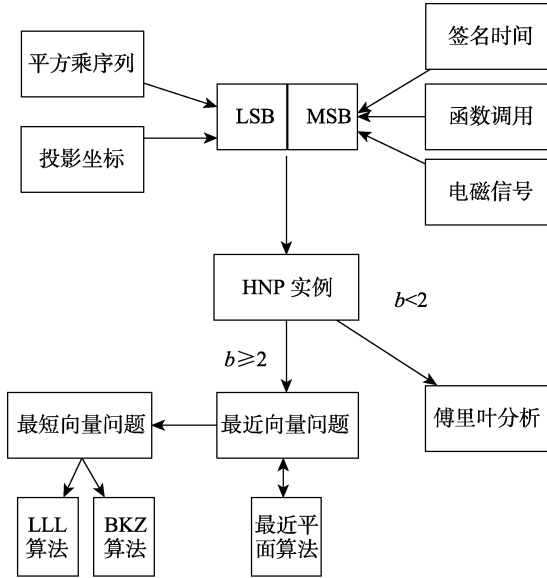 签名时间
平方乘序列
LSB
MSB
函数调用
投影坐标
电磁信号
HNP 实例
b<2
b≥2
最短向量问题
最近向量问题
傅里叶分析
LLL
算法
BKZ
算法
最近平
面算法